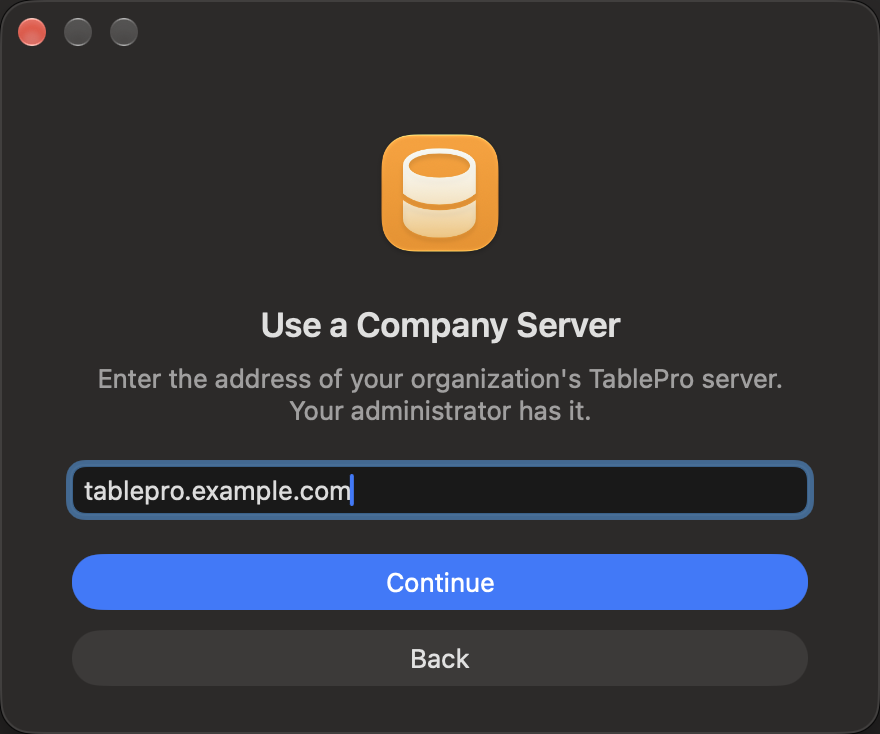 Use a Company Server
Enter the address of your organization's TablePro server.
Your administrator has it.
tablepro.example.com
Continue
Back